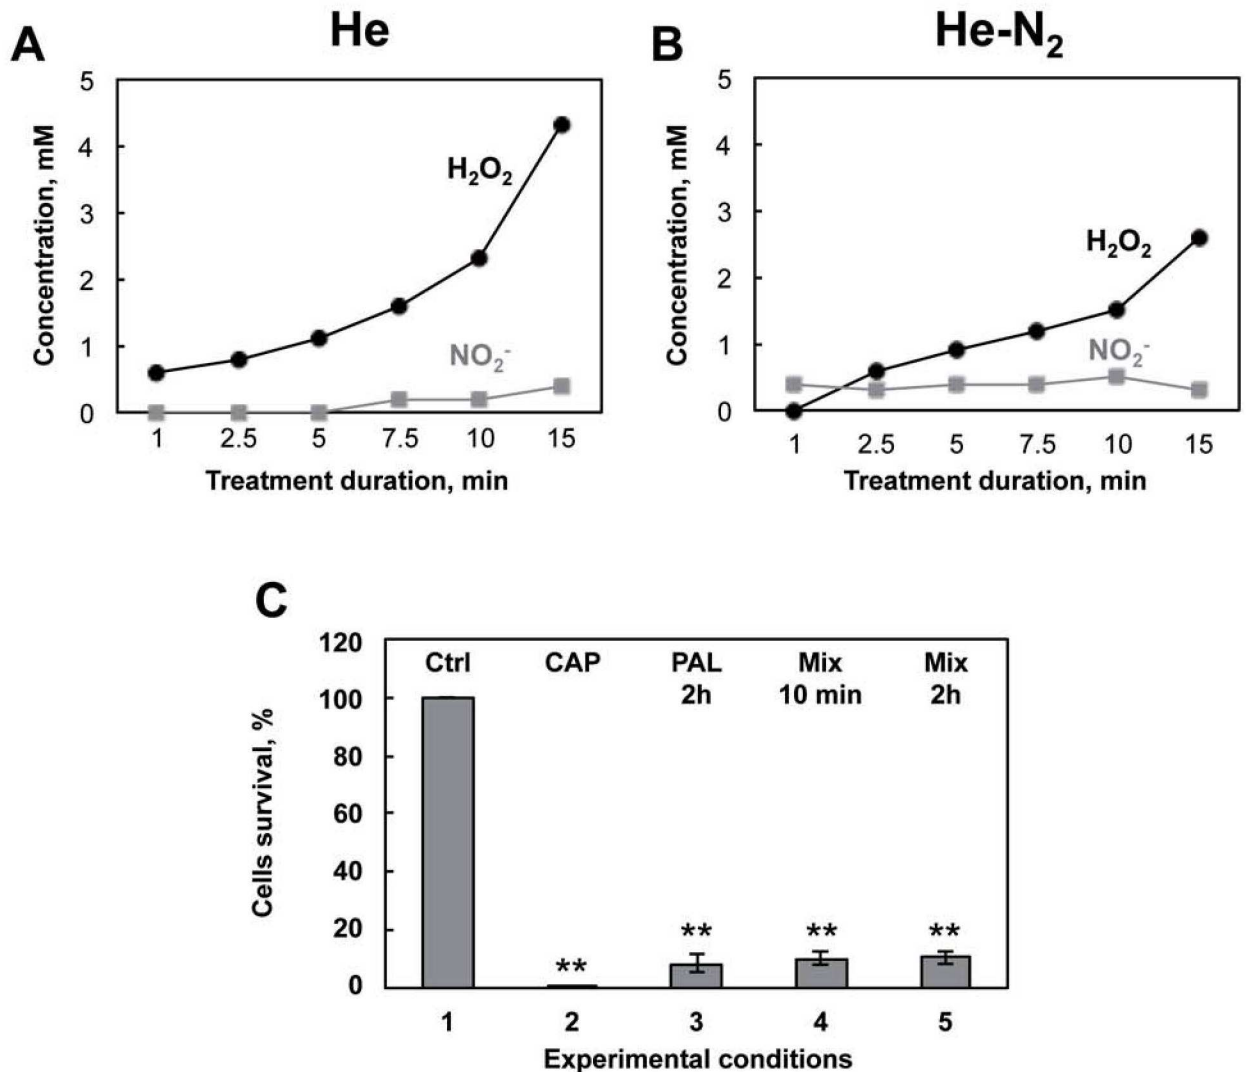 A
He
5
4
3
2
1
0
Concentration, mM
H₂O₂
NO₂⁻
1 2.5 5 7.5 10 15
Treatment duration, min
B
He-N₂
5
4
3
2
1
0
Concentration, mM
H₂O₂
NO₂⁻
1 2.5 5 7.5 10 15
Treatment duration, min
C
120
100
80
60
40
20
0
Cells survival, %
Ctrl CAP PAL Mix Mix
2h 10 min 2h
** ** ** **
1 2 3 4 5
Experimental conditions